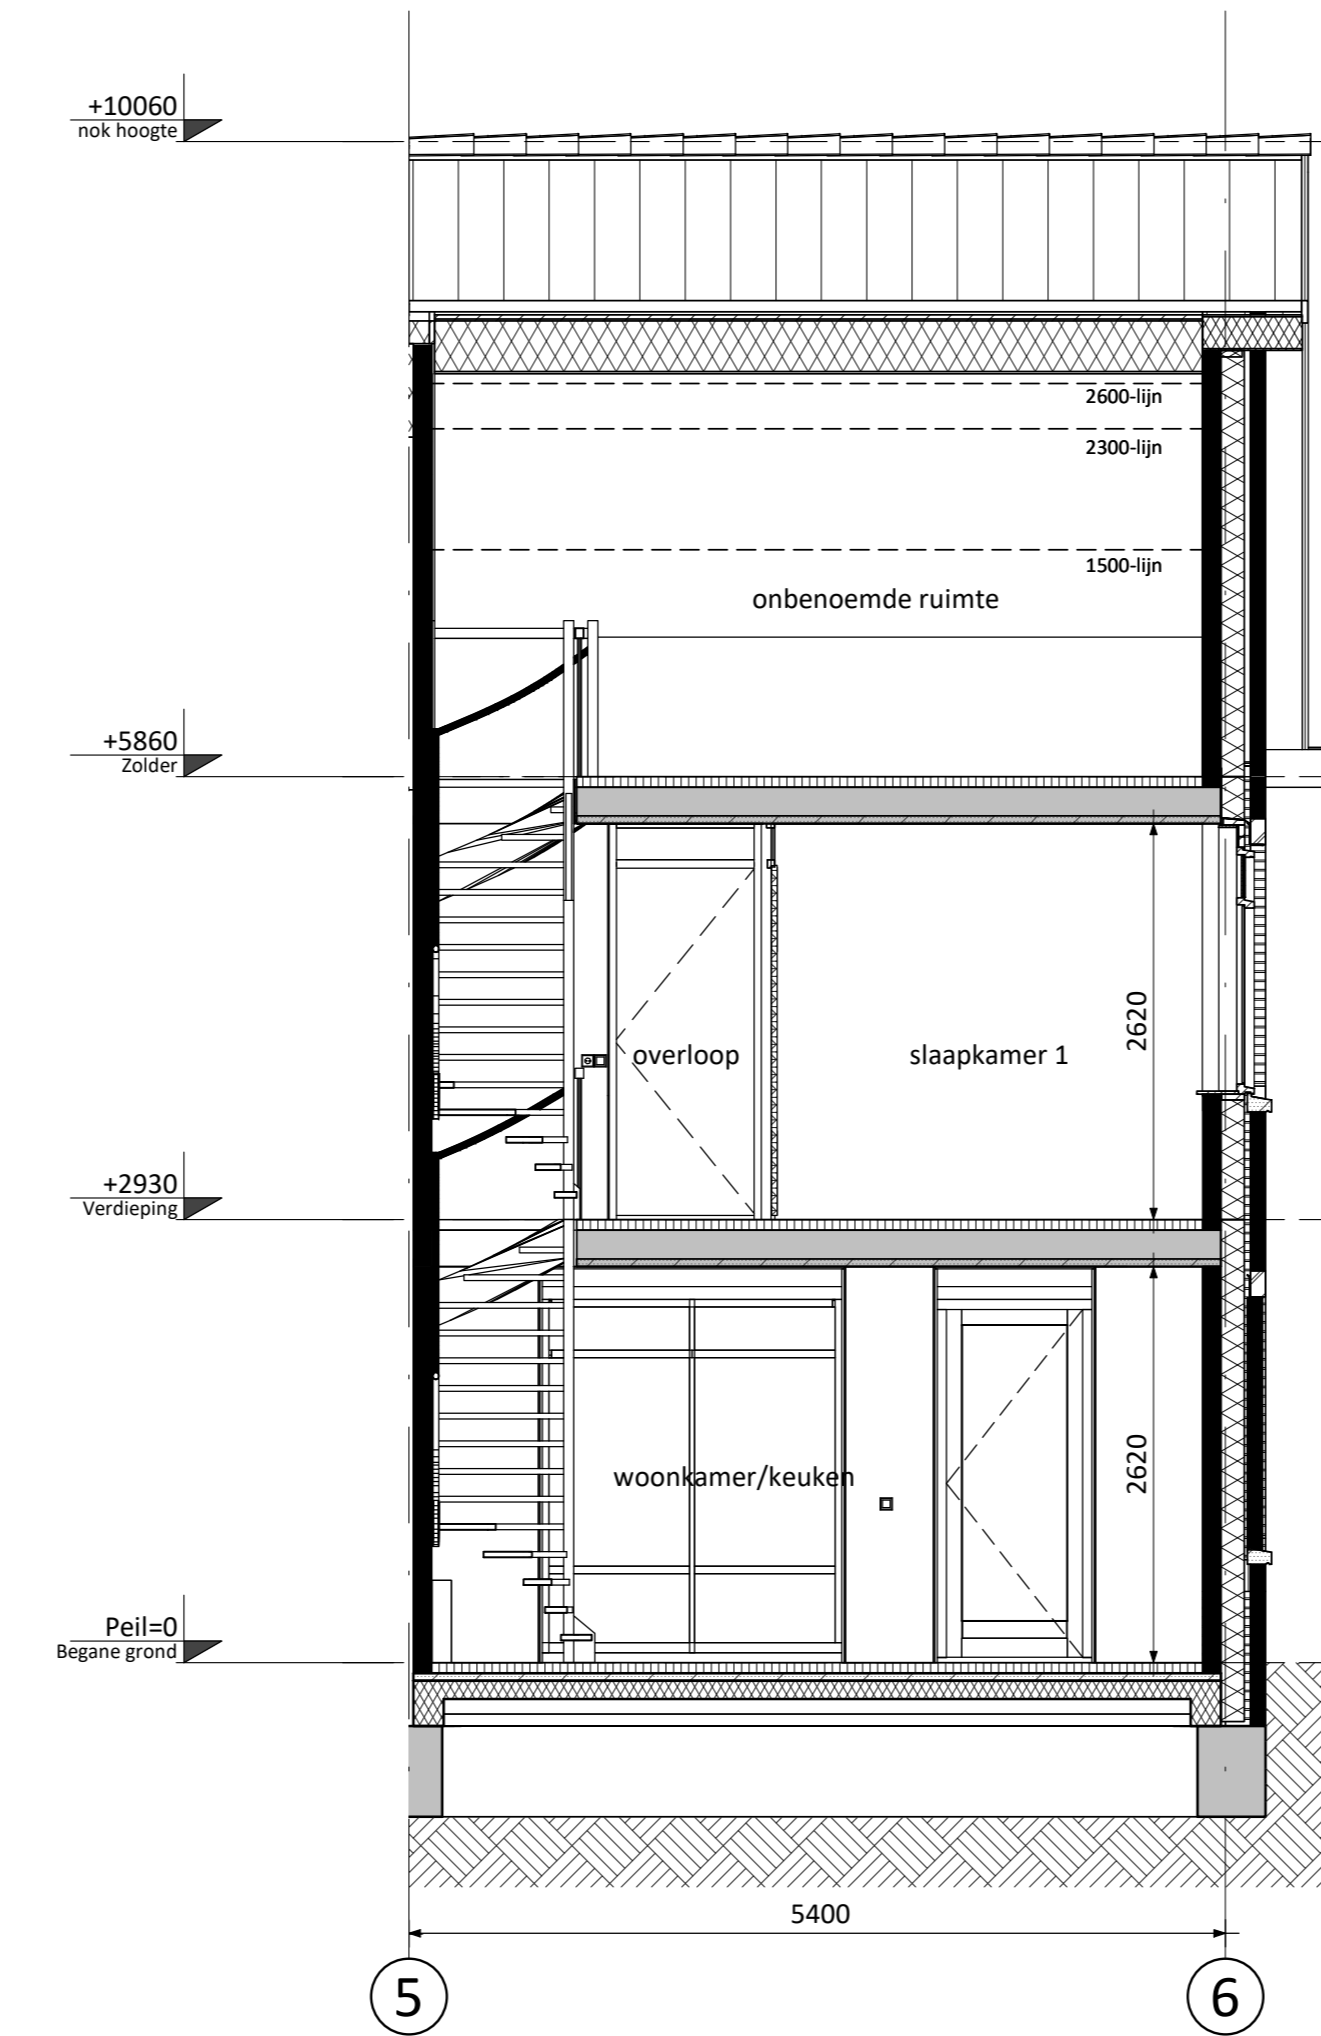 +10060
nok hoogte
2600-lijn
2300-lijn
1500-lijn
onbenoemde ruimte
+5860
Zolder
2620
overloop
slaapkamer 1
+2930
Verdieping
2620
woonkamer/keuken
Peil=0
Begane grond
5400
5
6